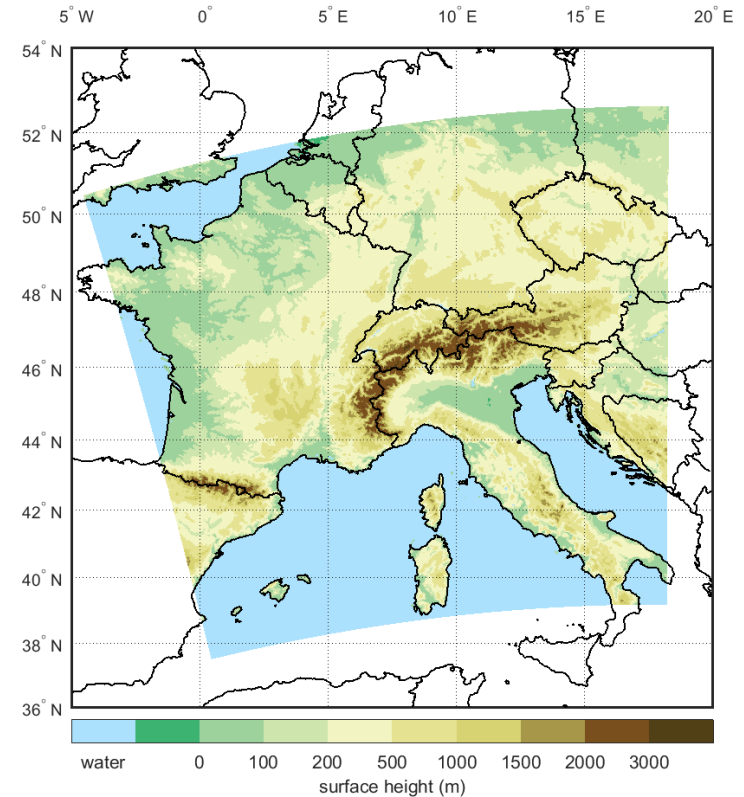 5° W 0° 5° E 10° E 15° E 20° E
54° N
52° N
50° N
48° N
46° N
44° N
42° N
40° N
38° N
36° N
water 0 100 200 500 1000 1500 2000 3000
surface height (m)